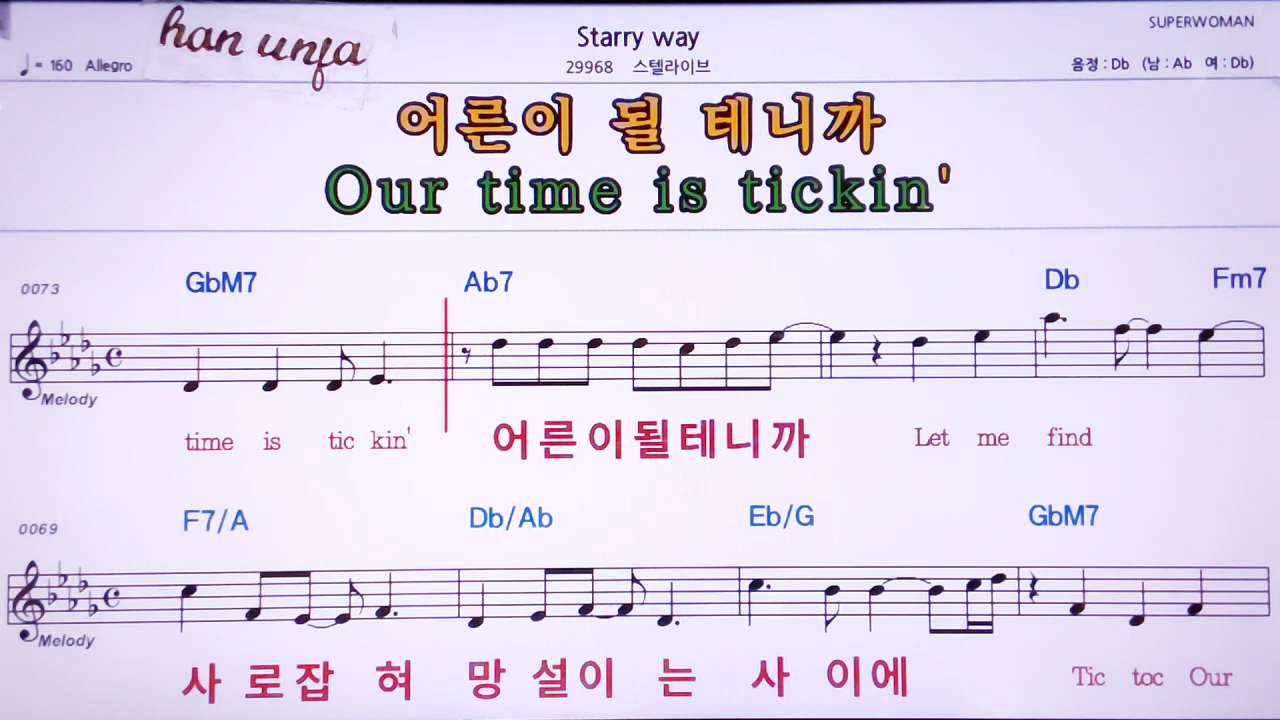 han unfa
Starry way
SUPERWOMAN
♩= 160 Allegro
29968 스텔라이브
음정 : Db (남 : Ab 여 : Db)
어른이 될 테니까
Our time is tickin'
GbM7 Ab7 Db Fm7
0073
Melody
time is tic kin' 어른이될테니까 Let me find
F7/A Db/Ab Eb/G GbM7
0069
Melody
사 로잡 혀 망 설이 는 사 이에 Tic toc Our